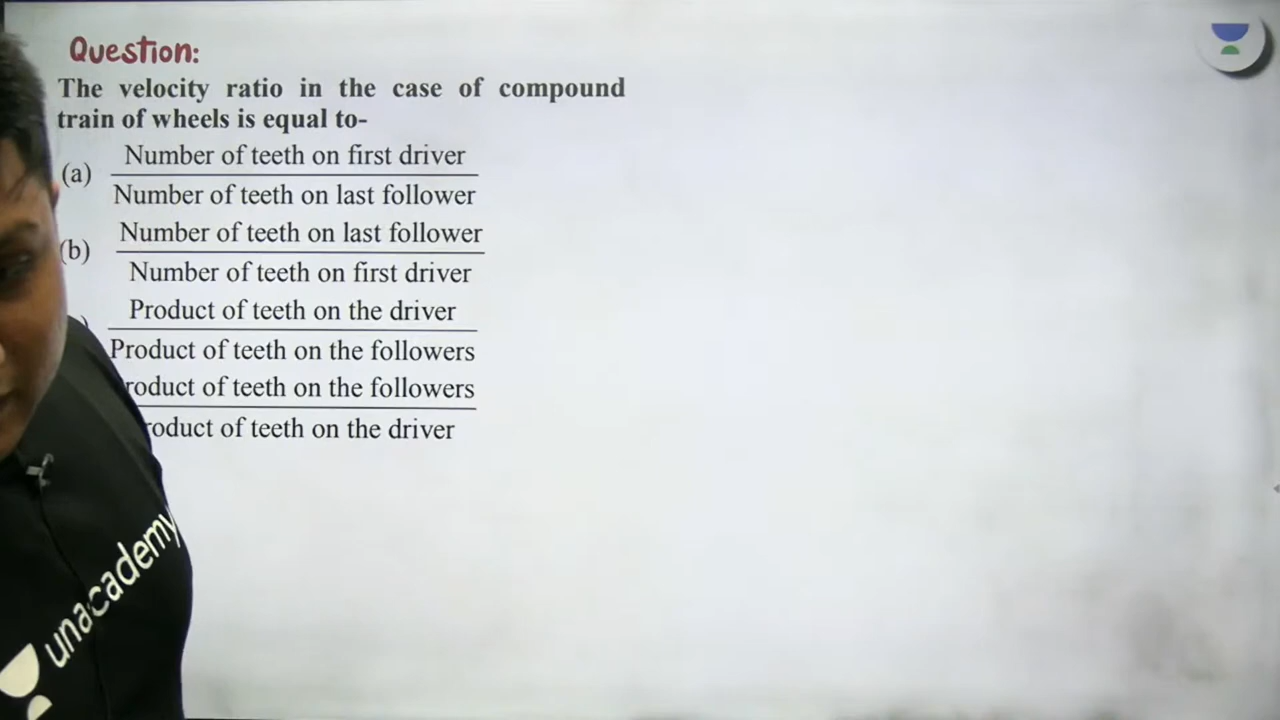 Question:
The velocity ratio in the case of compound
train of wheels is equal to-
(a) Number of teeth on first driver
Number of teeth on last follower
(b) Number of teeth on last follower
Number of teeth on first driver
) Product of teeth on the driver
Product of teeth on the followers
roduct of teeth on the followers
roduct of teeth on the driver
unacademy